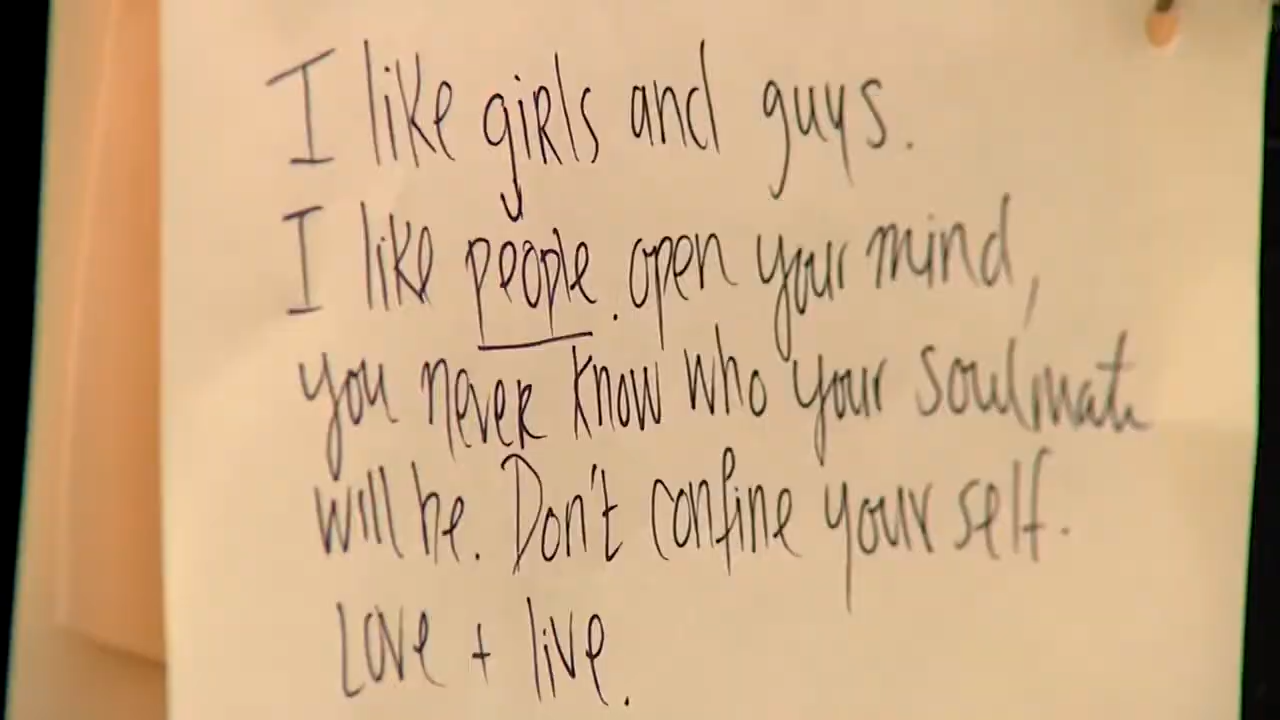 I like girls and guys.
I like people. open your mind,
you never know who your soulmate
will be. Don't confine your self.
Love + live.